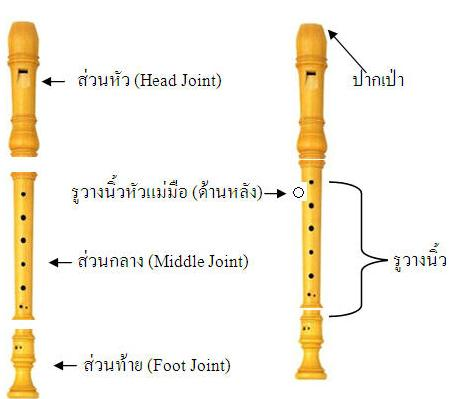 ส่วนหัว (Head Joint)
ปากเป่า
รูวางนิ้วหัวแม่มือ (ด้านหลัง)
ส่วนกลาง (Middle Joint)
รูวางนิ้ว
ส่วนท้าย (Foot Joint)